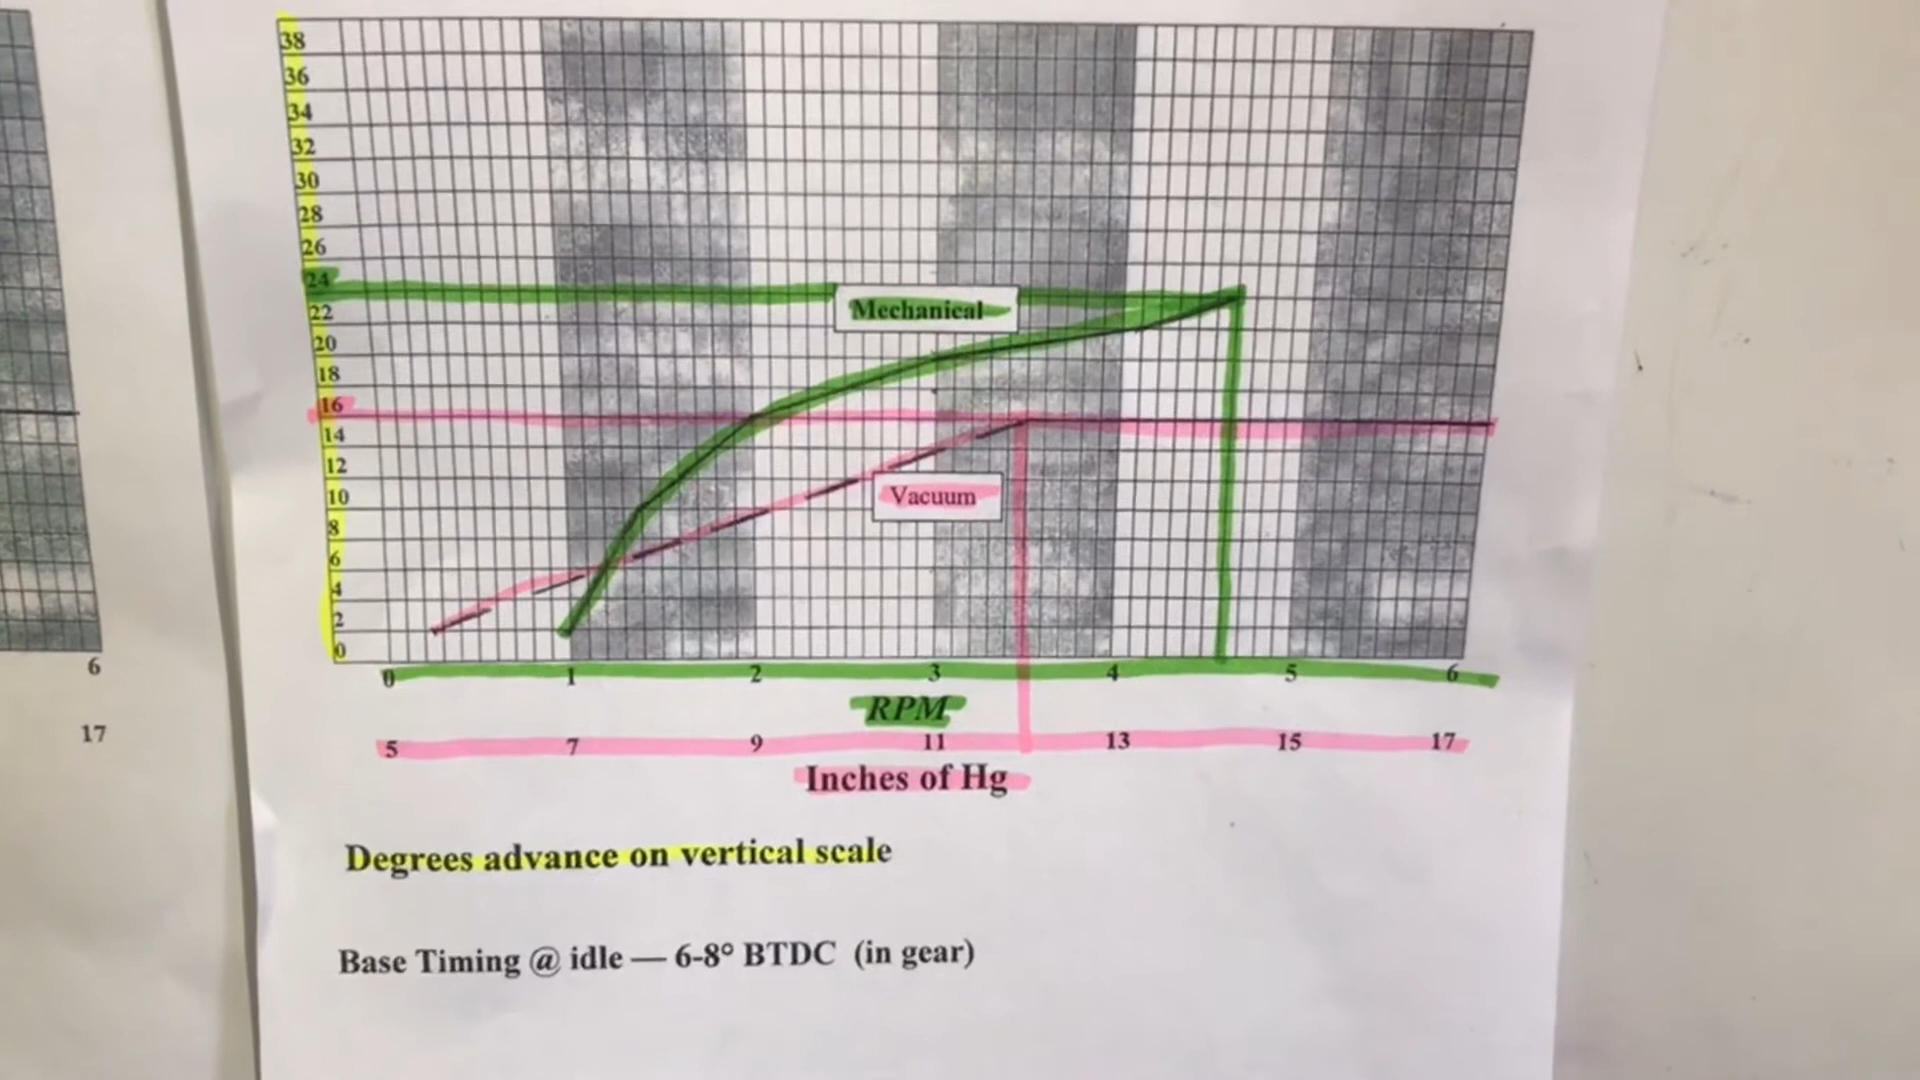 38
36
34
32
30
28
26
24
22
20
18
16
14
12
10
8
6
4
2
0
Mechanical
Vacuum
0 1 2 3 4 5 6
RPM
5 7 9 11 13 15 17
Inches of Hg
Degrees advance on vertical scale
Base Timing @ idle — 6-8° BTDC (in gear)
6
17